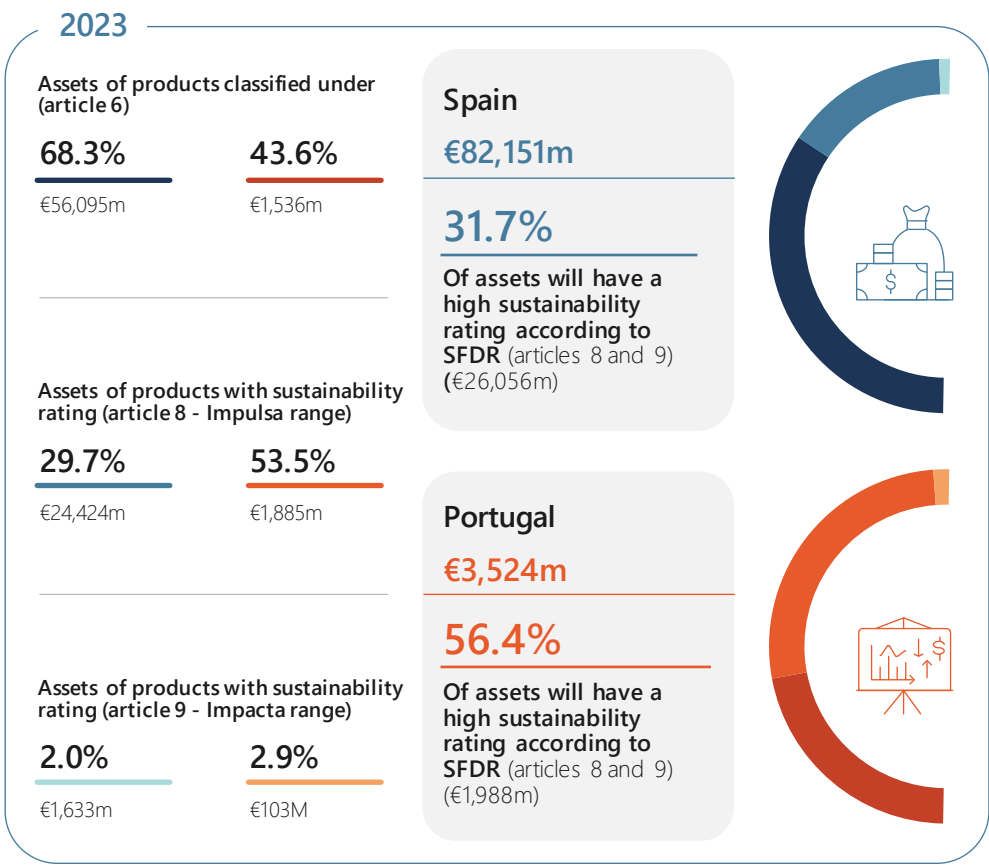 2023
Assets of products classified under
(article 6)
68.3%
43.6%
€56,095m
€1,536m
Assets of products with sustainability
rating (article 8 - Impulsa range)
29.7%
53.5%
€24,424m
€1,885m
Assets of products with sustainability
rating (article 9 - Impacta range)
2.0%
2.9%
€1,633m
€103M
Spain
€82,151m
31.7%
Of assets will have a
high sustainability
rating according to
SFDR (articles 8 and 9)
(€26,056m)
$
Portugal
€3,524m
56.4%
Of assets will have a
high sustainability
rating according to
SFDR (articles 8 and 9)
(€1,988m)
$